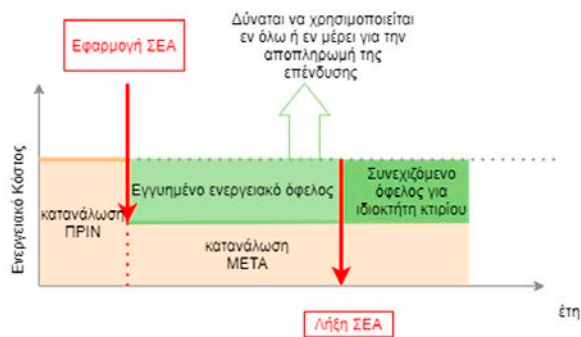 Δύναται να χρησιμοποιείται
εν όλω ή εν μέρει για την
αποπληρωμή της
επένδυσης
Εφαρμογή ΣΕΑ
Ενεργειακό Κόστος
κατανάλωση
ΠΡΙΝ
Εγγυημένο ενεργειακό όφελος
Συνεχιζόμενο
όφελος για
ιδιοκτήτη κτιρίου
κατανάλωση
ΜΕΤΑ
έτη
Λήξη ΣΕΑ